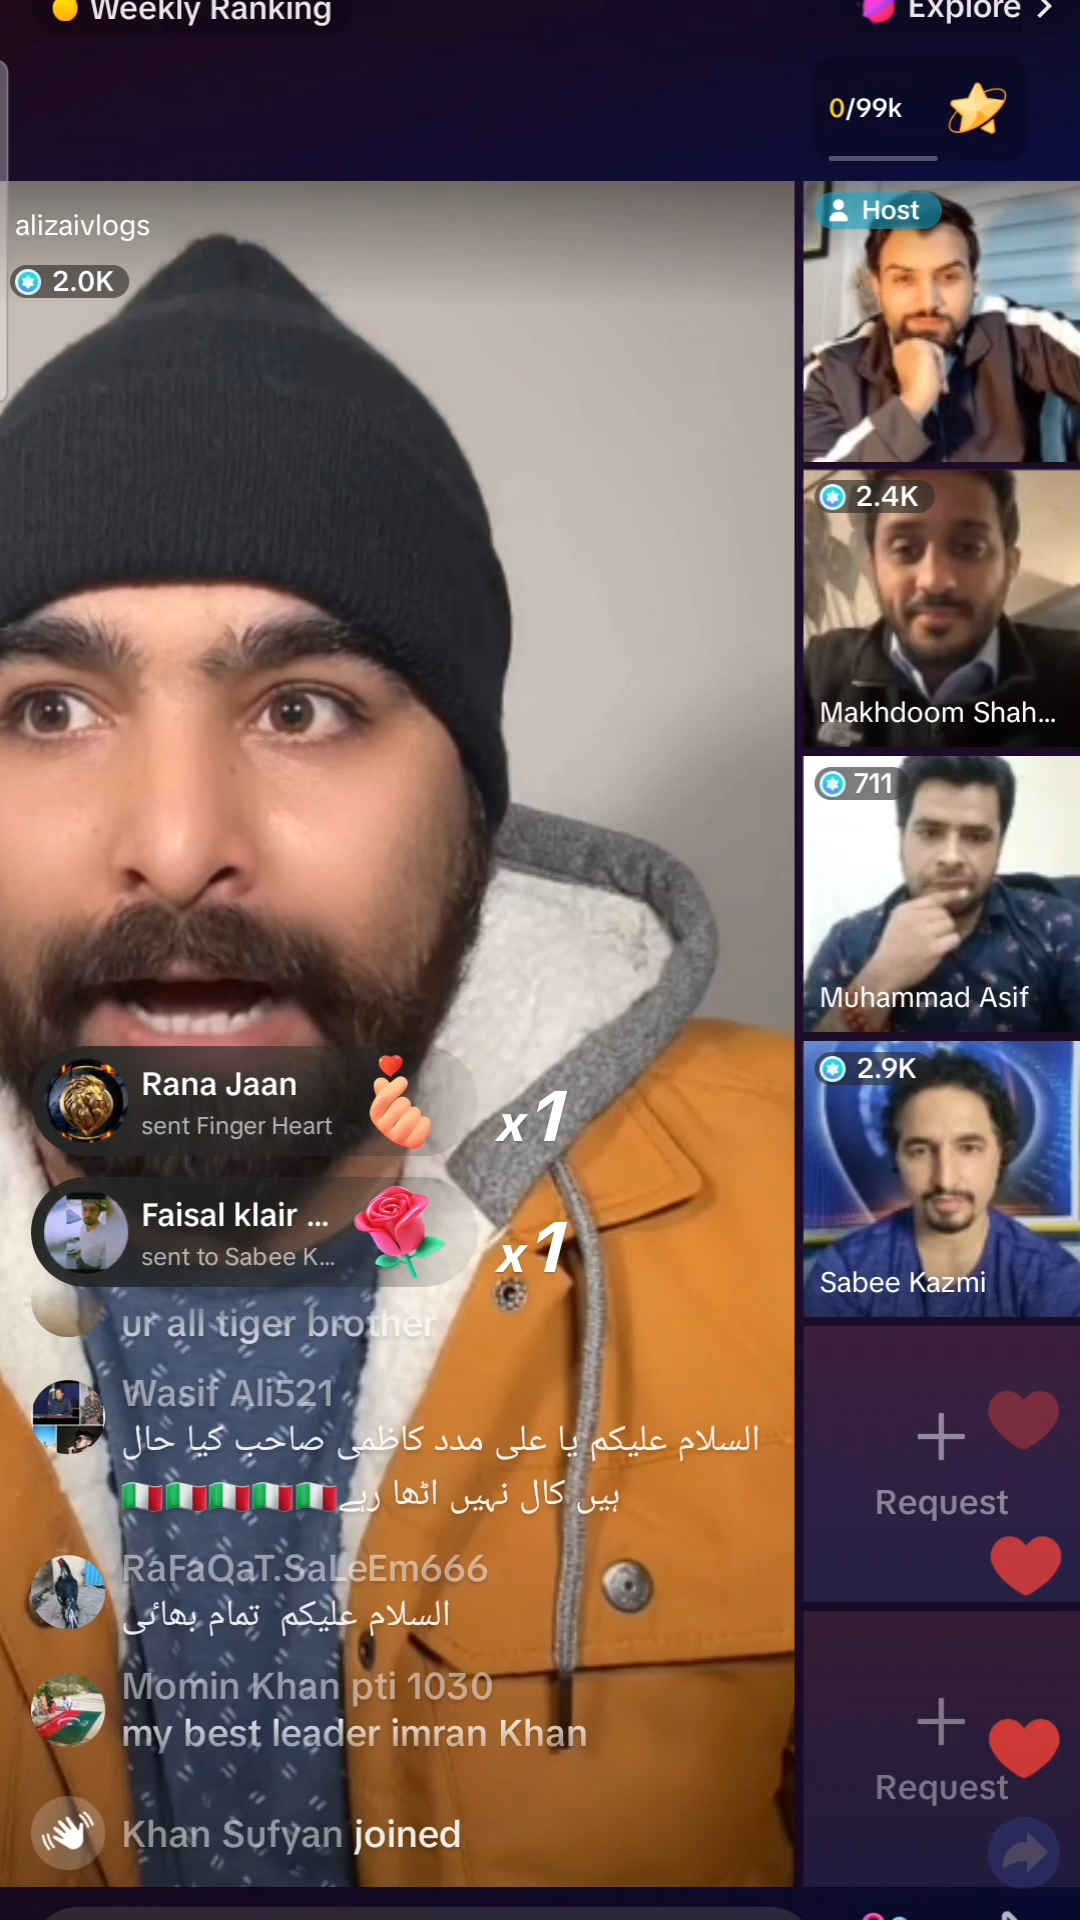 Weekly Ranking
Explore >
0/99k
alizaivlogs
2.0K
Host
2.4K
Makhdoom Shah...
711
Muhammad Asif
2.9K
Sabee Kazmi
Rana Jaan
sent Finger Heart
x1
Faisal klair ...
sent to Sabee K...
x1
ur all tiger brother
Wasif Ali521
السلام علیکم یا علی مدد کاظمی صاحب کیا حال
ہیں کال نہیں اٹھا رہے🇮🇹🇮🇹🇮🇹🇮🇹🇮🇹
RaFaQaT.SaLeEm666
السلام علیکم تمام بھائی
Momin Khan pti 1030
my best leader imran Khan
Khan Sufyan joined
+
Request
+
Request